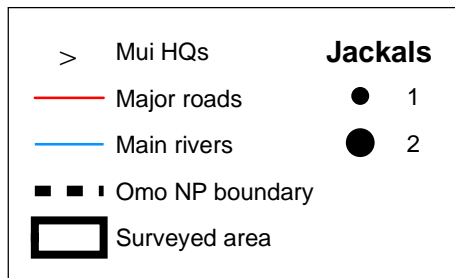 > Mui HQs
Jackals
Major roads
1
Main rivers
2
Omo NP boundary
Surveyed area